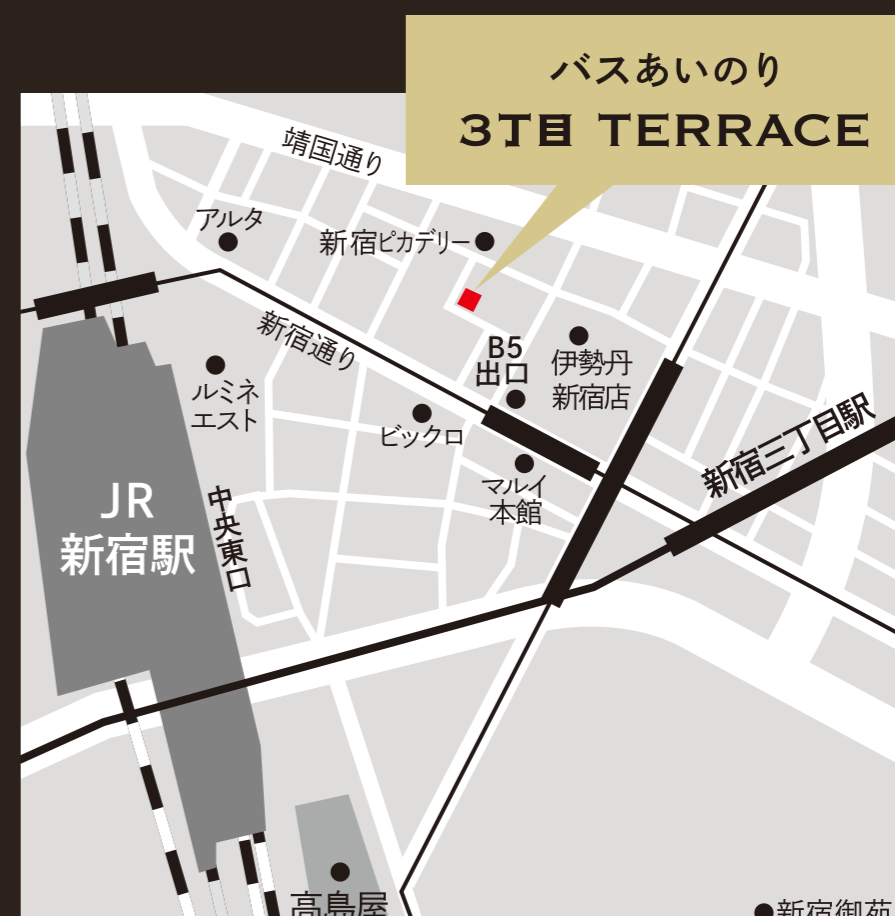 バスあいのり
3丁目 TERRACE
靖国通り
アルタ
新宿ピカデリー
新宿通り
B5
出口
伊勢丹
新宿店
ルミネ
エスト
ビックロ
新宿三丁目駅
マルイ
本館
JR
新宿駅
中央東口
高島屋
新宿御苑